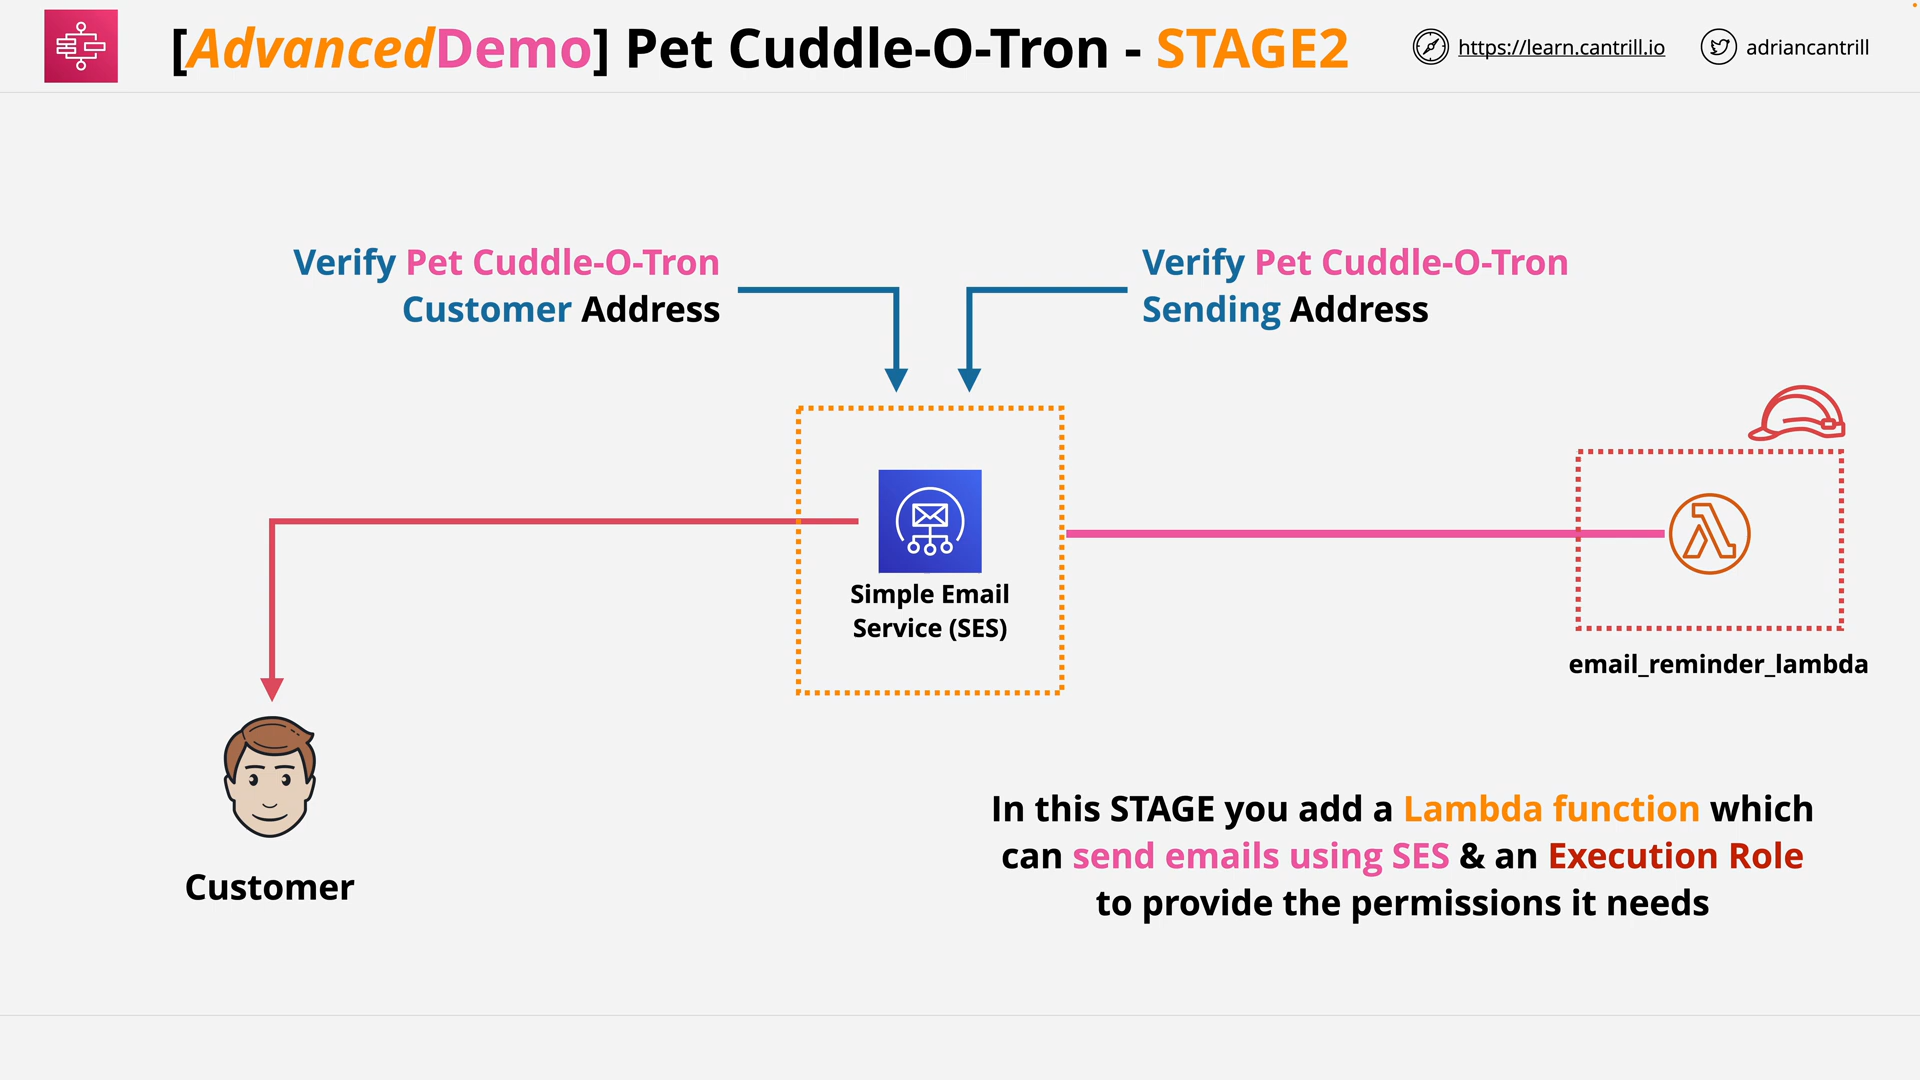 [AdvancedDemo] Pet Cuddle-O-Tron - STAGE2
https://learn.cantrill.io
adriancantrill
Verify Pet Cuddle-O-Tron
Customer Address
Verify Pet Cuddle-O-Tron
Sending Address
Simple Email
Service (SES)
email_reminder_lambda
Customer
In this STAGE you add a Lambda function which
can send emails using SES & an Execution Role
to provide the permissions it needs